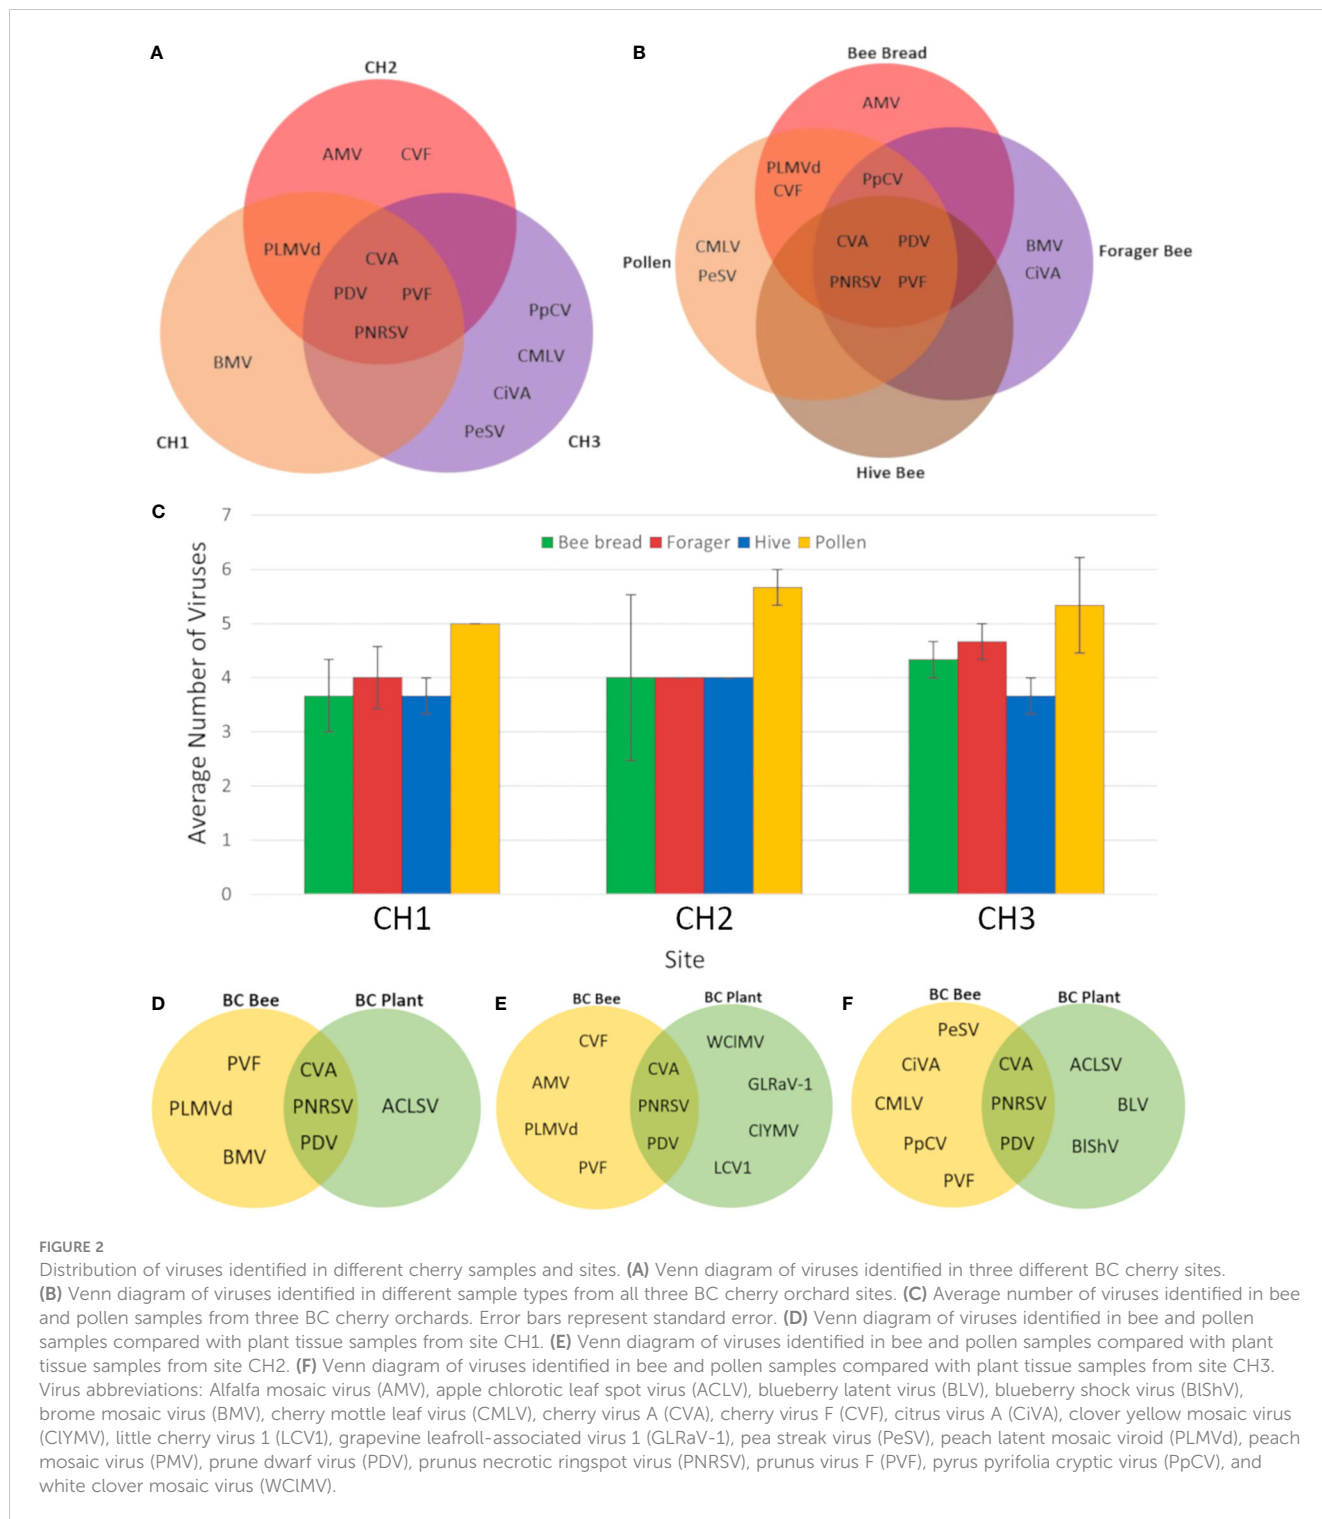 A
CH2
AMV CVF
PLMVd
CVA
PDV PVF
PNRSV
BMV
PpCV
CMLV
CiVA
PeSV
CH1
CH3
B
Bee Bread
AMV
PLMVd
CVF
PpCV
CMLV
PeSV
CVA PDV
PNRSV PVF
BMV
CiVA
Pollen
Forager Bee
Hive Bee
C
Average Number of Viruses
7
6
5
4
3
2
1
0
Bee bread Forager Hive Pollen
CH1 CH2 CH3
Site
D
BC Bee BC Plant
PVF
PLMVd
BMV
CVA
PNRSV
PDV
ACLSV
E
BC Bee BC Plant
CVF
AMV
PLMVd
PVF
CVA
PNRSV
PDV
WClMV
GLRaV-1
ClYMV
LCV1
F
BC Bee BC Plant
PeSV
CiVA
CMLV
PpCV
PVF
CVA
PNRSV
PDV
ACLSV
BLV
BlShV
FIGURE 2
Distribution of viruses identified in different cherry samples and sites. (A) Venn diagram of viruses identified in three different BC cherry sites.
(B) Venn diagram of viruses identified in different sample types from all three BC cherry orchard sites. (C) Average number of viruses identified in bee
and pollen samples from three BC cherry orchards. Error bars represent standard error. (D) Venn diagram of viruses identified in bee and pollen
samples compared with plant tissue samples from site CH1. (E) Venn diagram of viruses identified in bee and pollen samples compared with plant
tissue samples from site CH2. (F) Venn diagram of viruses identified in bee and pollen samples compared with plant tissue samples from site CH3.
Virus abbreviations: Alfalfa mosaic virus (AMV), apple chlorotic leaf spot virus (ACLV), blueberry latent virus (BLV), blueberry shock virus (BlShV),
brome mosaic virus (BMV), cherry mottle leaf virus (CMLV), cherry virus A (CVA), cherry virus F (CVF), citrus virus A (CiVA), clover yellow mosaic virus
(ClYMV), little cherry virus 1 (LCV1), grapevine leafroll-associated virus 1 (GLRaV-1), pea streak virus (PeSV), peach latent mosaic viroid (PLMVd), peach
mosaic virus (PMV), prune dwarf virus (PDV), prunus necrotic ringspot virus (PNRSV), prunus virus F (PVF), pyrus pyrifolia cryptic virus (PpCV), and
white clover mosaic virus (WClMV).